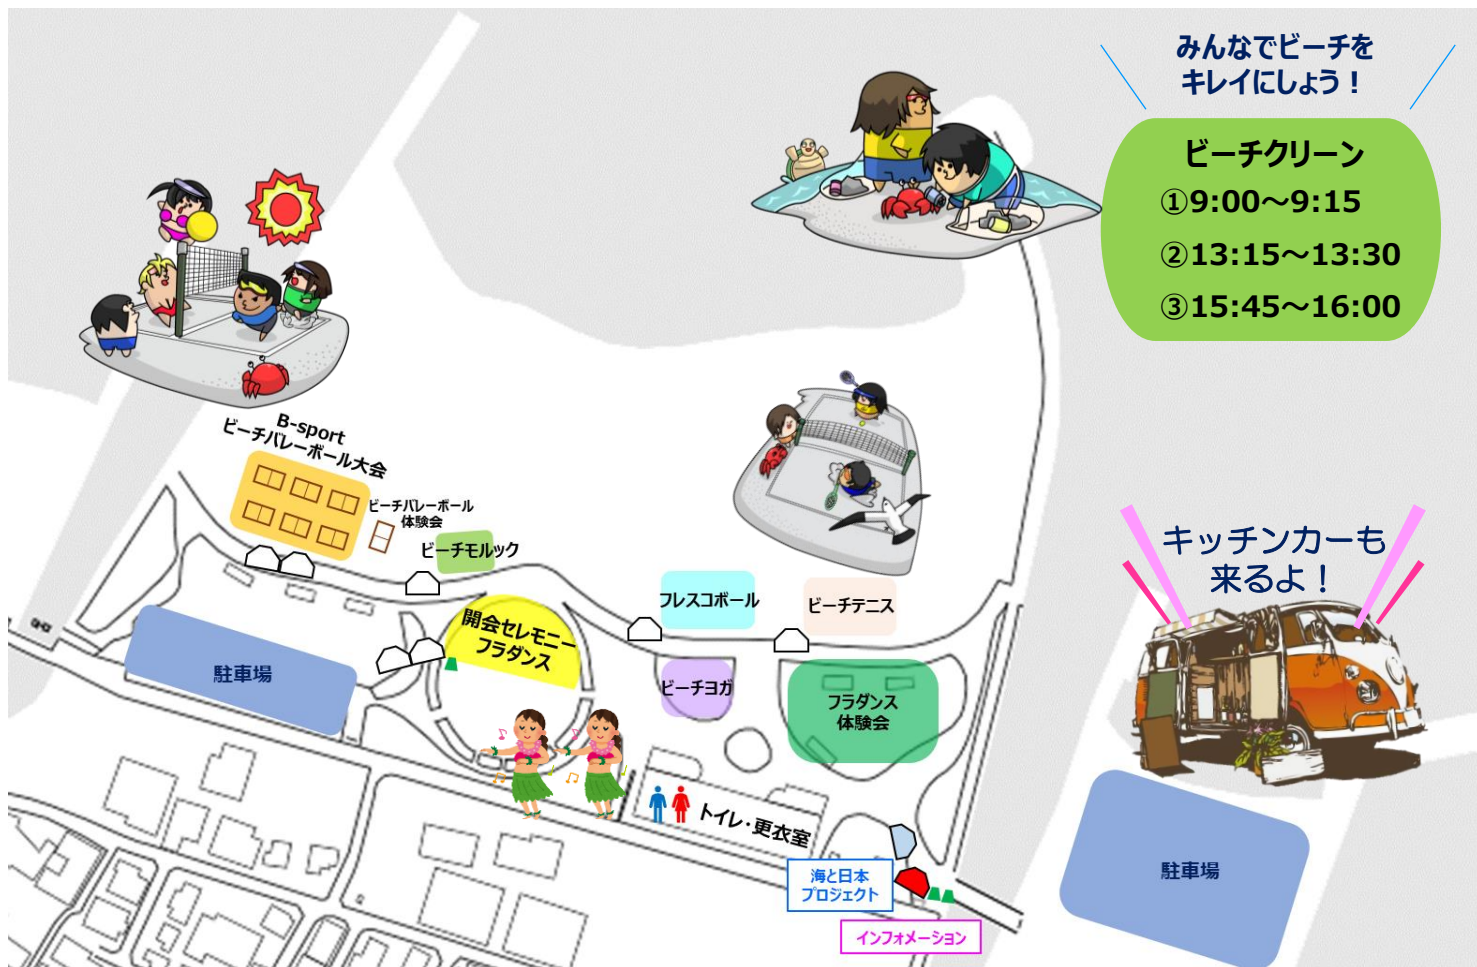 みんなでビーチを
キレイにしよう！
ビーチクリーン
①9:00～9:15
②13:15～13:30
③15:45～16:00
B-sport
ビーチバレーボール大会
ビーチバレーボール
体験会
ビーチモルック
フレスコボール
ビーチテニス
キッチンカーも
来るよ！
開会セレモニー
フラダンス
駐車場
ビーチヨガ
フラダンス
体験会
トイレ・更衣室
海と日本
プロジェクト
駐車場
インフォメーション